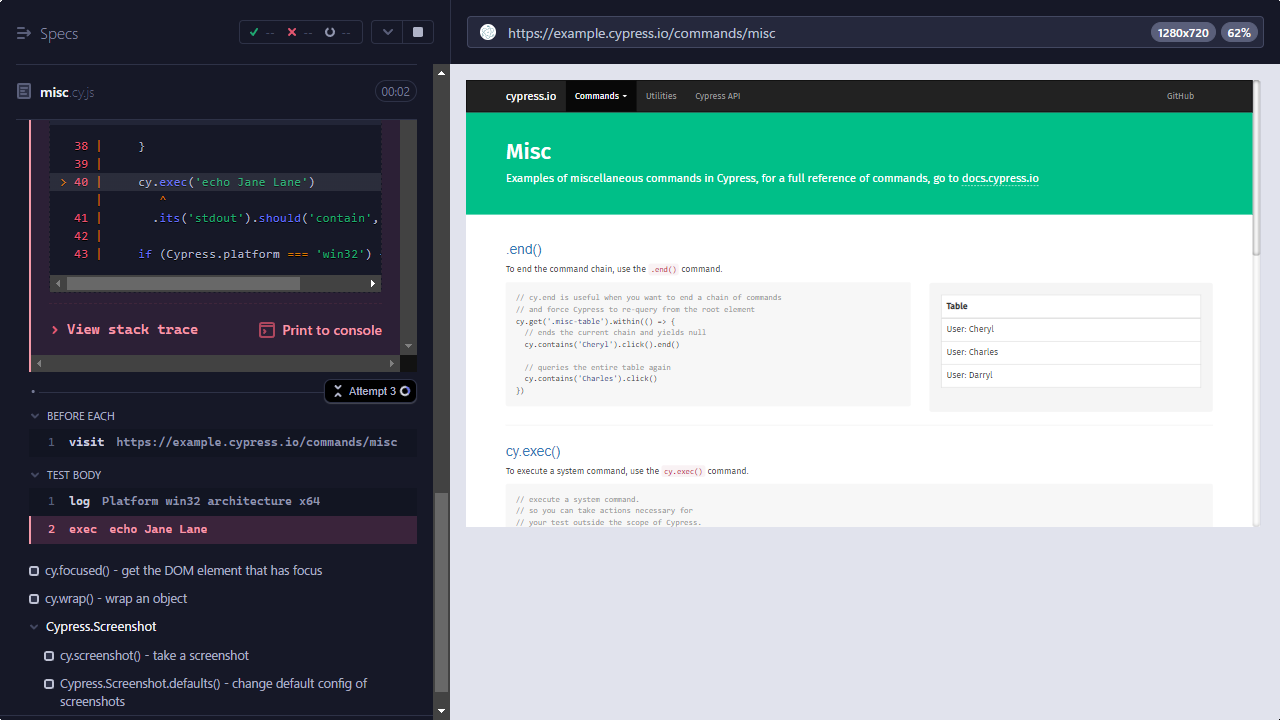 Specs
--
--
--
https://example.cypress.io/commands/misc
1280x720
62%
misc.cy.js
00:02
38 | }
39 |
> 40 | cy.exec('echo Jane Lane')
| ^
41 | .its('stdout').should('contain',
42 |
43 | if (Cypress.platform === 'win32')
View stack trace
Print to console
Attempt 3
BEFORE EACH
1 visit https://example.cypress.io/commands/misc
TEST BODY
1 log Platform win32 architecture x64
2 exec echo Jane Lane
cy.focused() - get the DOM element that has focus
cy.wrap() - wrap an object
Cypress.Screenshot
cy.screenshot() - take a screenshot
Cypress.Screenshot.defaults() - change default config of
screenshots
cypress.io
Commands
Utilities
Cypress API
GitHub
Misc
Examples of miscellaneous commands in Cypress, for a full reference of commands, go to docs.cypress.io
.end()
To end the command chain, use the .end() command.
// cy.end is useful when you want to end a chain of commands
// and force Cypress to re-query from the root element
cy.get('.misc-table').within(() => {
// ends the current chain and yields null
cy.contains('Cheryl').click().end()
// queries the entire table again
cy.contains('Charles').click()
})
Table
User: Cheryl
User: Charles
User: Darryl
cy.exec()
To execute a system command, use the cy.exec() command.
// execute a system command.
// so you can take actions necessary for
// your test outside the scope of Cypress.